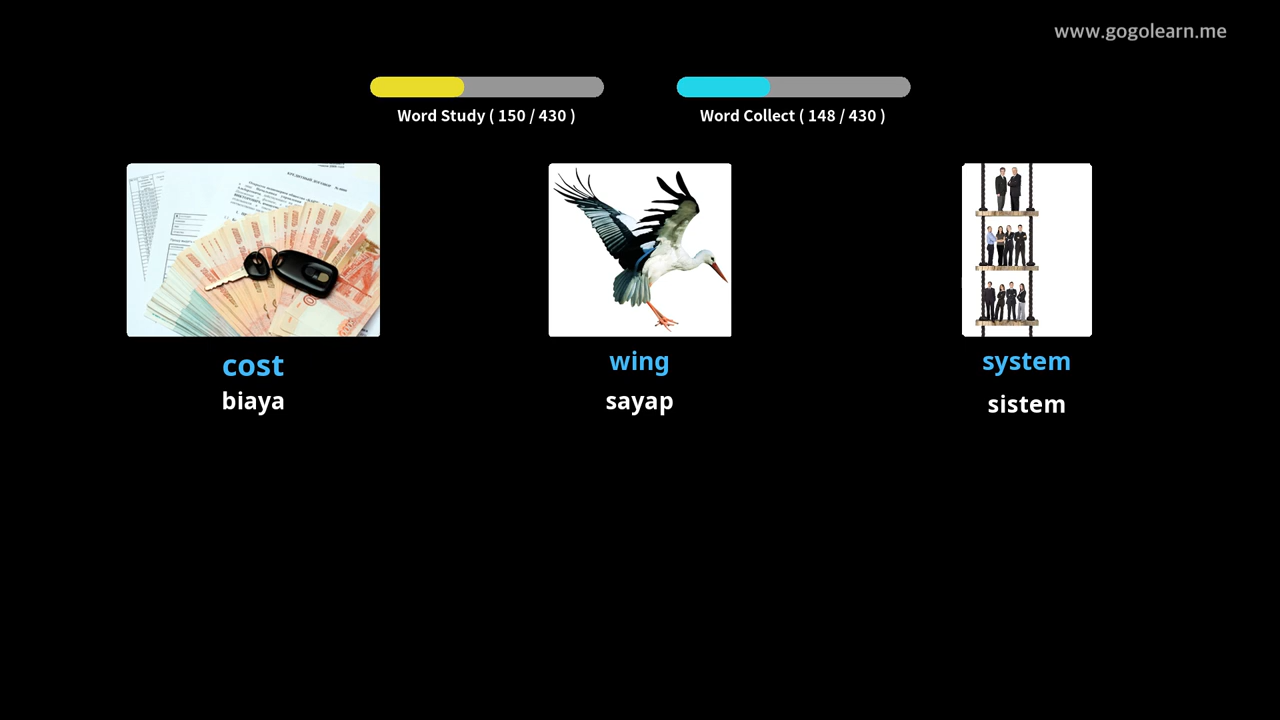 www.gogolearn.me
Word Study ( 150 / 430 )
Word Collect ( 148 / 430 )
cost
biaya
wing
sayap
system
sistem